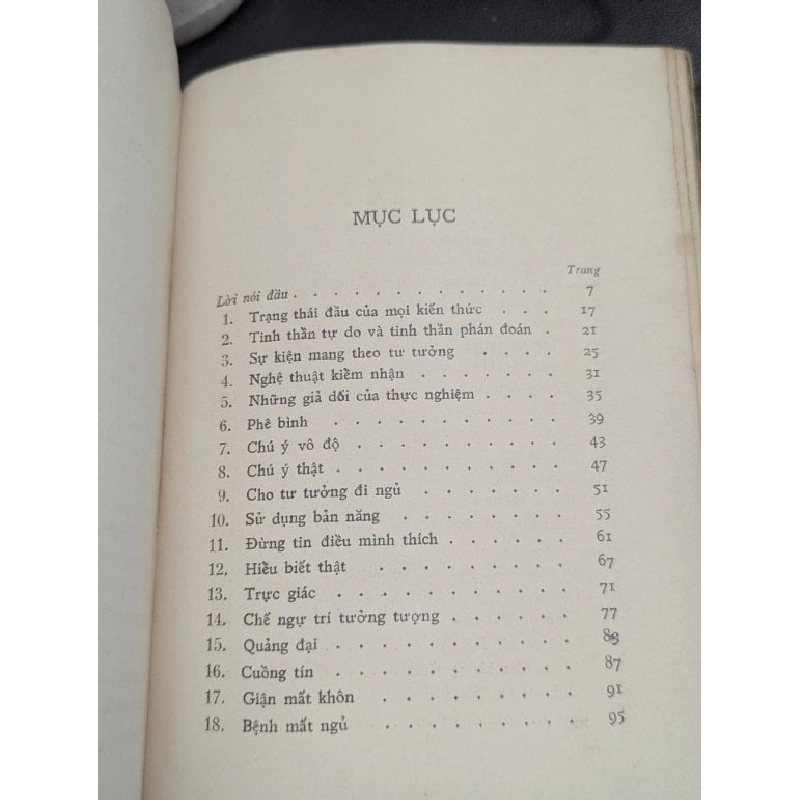 MỤC LỤC
Trang
Lời nói đầu . . . . . . . . . . . . 7
1. Trạng thái đầu của mọi kiến thức . . . 17
2. Tinh thần tự do và tinh thần phán đoán . 21
3. Sự kiện mang theo tư tưởng . . . . 25
4. Nghệ thuật kiểm nhận . . . . . . 31
5. Những giả dối của thực nghiệm . . . . 35
6. Phê bình . . . . . . . . . . . 39
7. Chú ý vô độ . . . . . . . . . 43
8. Chú ý thật . . . . . . . . . . 47
9. Cho tư tưởng đi ngủ . . . . . . . 51
10. Sử dụng bản năng . . . . . . . 55
11. Đừng tin điều mình thích . . . . . . 61
12. Hiểu biết thật . . . . . . . . 67
13. Trực giác . . . . . . . . . . 71
14. Chế ngự trí tưởng tượng . . . . . . 77
15. Quảng đại . . . . . . . . . . 83
16. Cuồng tín . . . . . . . . . . 87
17. Giận mất khôn . . . . . . . . 91
18. Bệnh mất ngủ . . . . . . . . 95